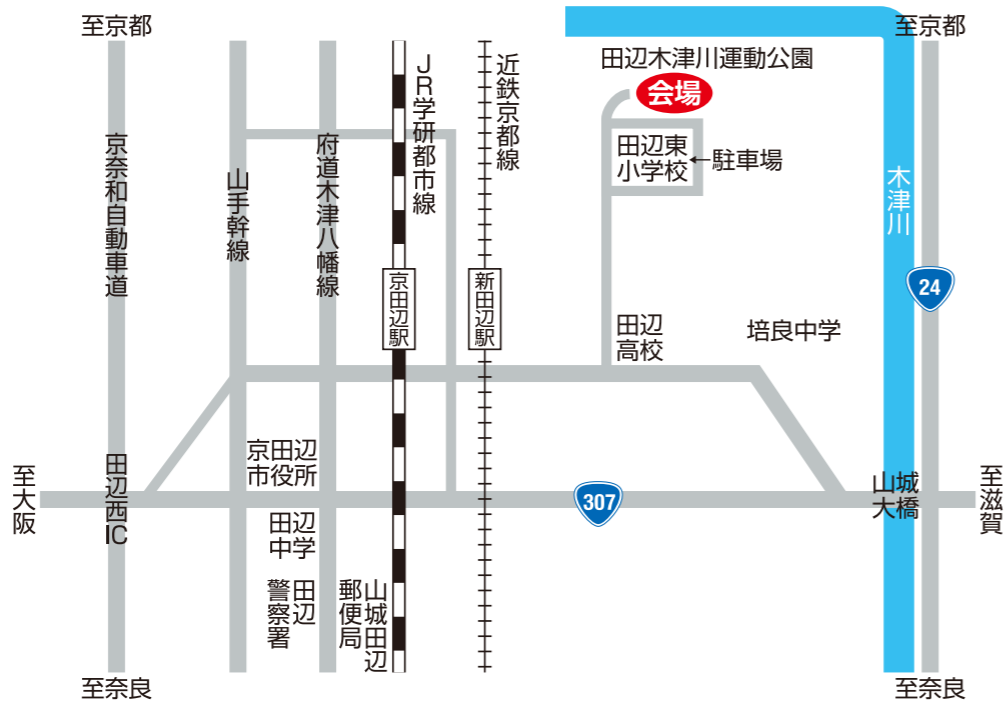 至京都
至京都
田辺木津川運動公園
会場
田辺東
小学校
←駐車場
京奈和自動車道
山手幹線
府道木津八幡線
JR学研都市線
近鉄京都線
木津川
24
京田辺駅
新田辺駅
田辺
高校
培良中学
京田辺
市役所
至大阪
田辺西IC
307
山城
大橋
至滋賀
田辺
中学
田辺
警察署
山城田辺
郵便局
至奈良
至奈良